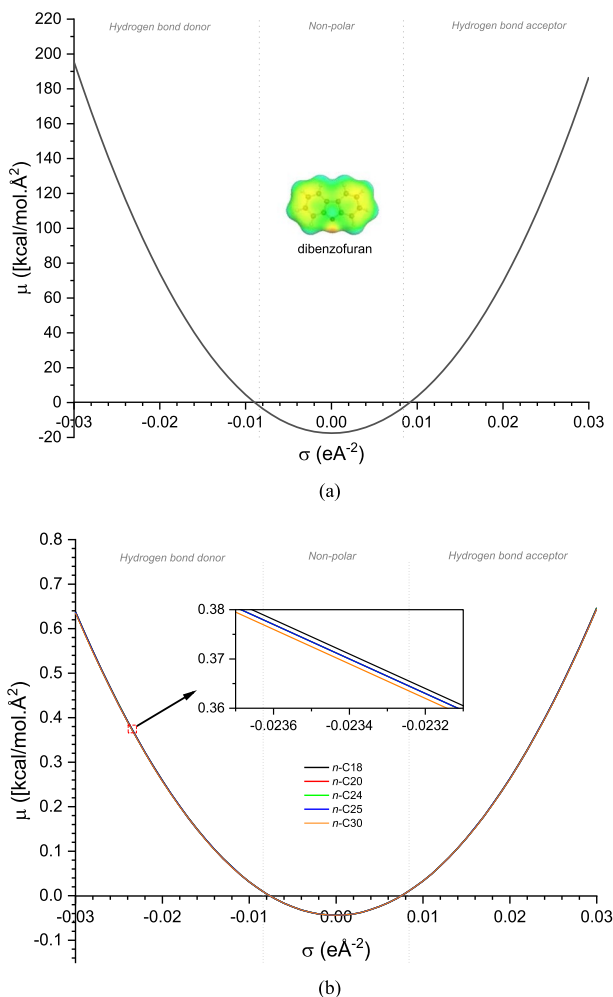 Hydrogen bond donor Non-polar Hydrogen bond acceptor
220
200
180
160
140
120
100
80
60
40
20
0
-20
μ ([kcal/mol.Å²)
dibenzofuran
-0.03 -0.02 -0.01 0.00 0.01 0.02 0.03
σ (eA⁻²)
(a)
Hydrogen bond donor Non-polar Hydrogen bond acceptor
0.8
0.7
0.6
0.5
0.4
0.3
0.2
0.1
0.0
-0.1
μ ([kcal/mol.Å²)
0.38
0.37
0.36
-0.0236 -0.0234 -0.0232
n-C18
n-C20
n-C24
n-C25
n-C30
-0.03 -0.02 -0.01 0.00 0.01 0.02 0.03
σ (eÅ⁻²)
(b)